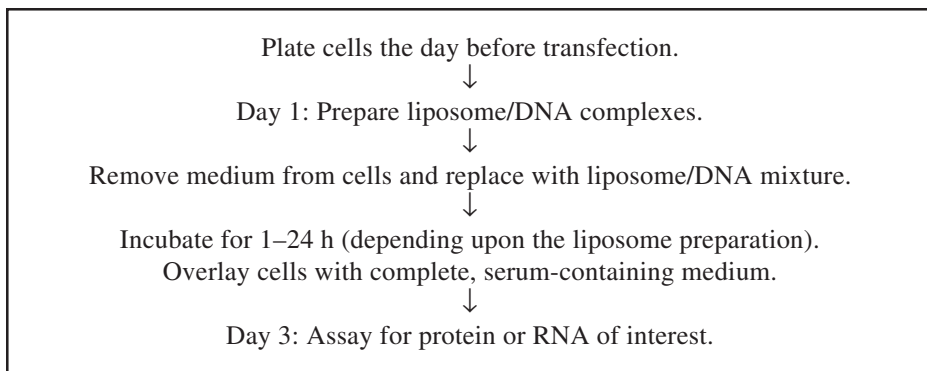 Plate cells the day before transfection.
↓
Day 1: Prepare liposome/DNA complexes.
↓
Remove medium from cells and replace with liposome/DNA mixture.
↓
Incubate for 1–24 h (depending upon the liposome preparation).
Overlay cells with complete, serum-containing medium.
↓
Day 3: Assay for protein or RNA of interest.